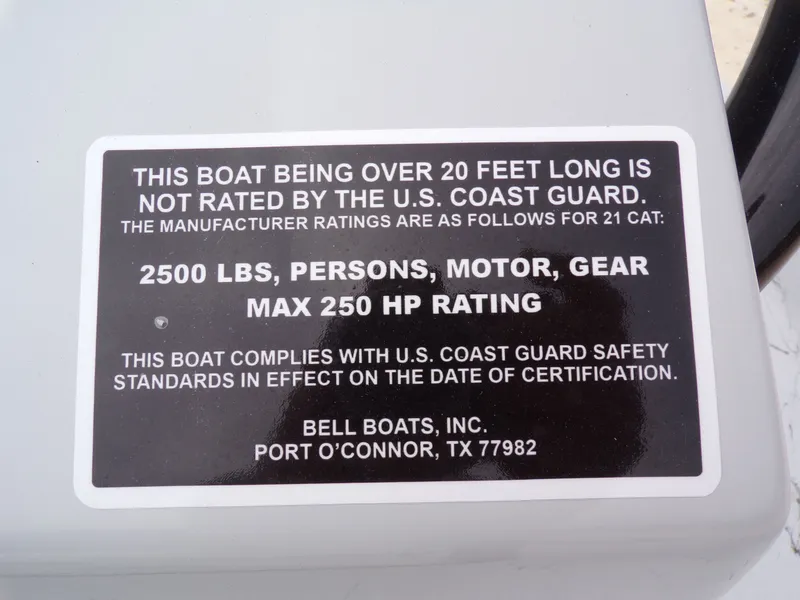 THIS BOAT BEING OVER 20 FEET LONG IS
NOT RATED BY THE U.S. COAST GUARD.
THE MANUFACTURER RATINGS ARE AS FOLLOWS FOR 21 CAT:
2500 LBS, PERSONS, MOTOR, GEAR
MAX 250 HP RATING
THIS BOAT COMPLIES WITH U.S. COAST GUARD SAFETY
STANDARDS IN EFFECT ON THE DATE OF CERTIFICATION.
BELL BOATS, INC.
PORT O'CONNOR, TX 77982